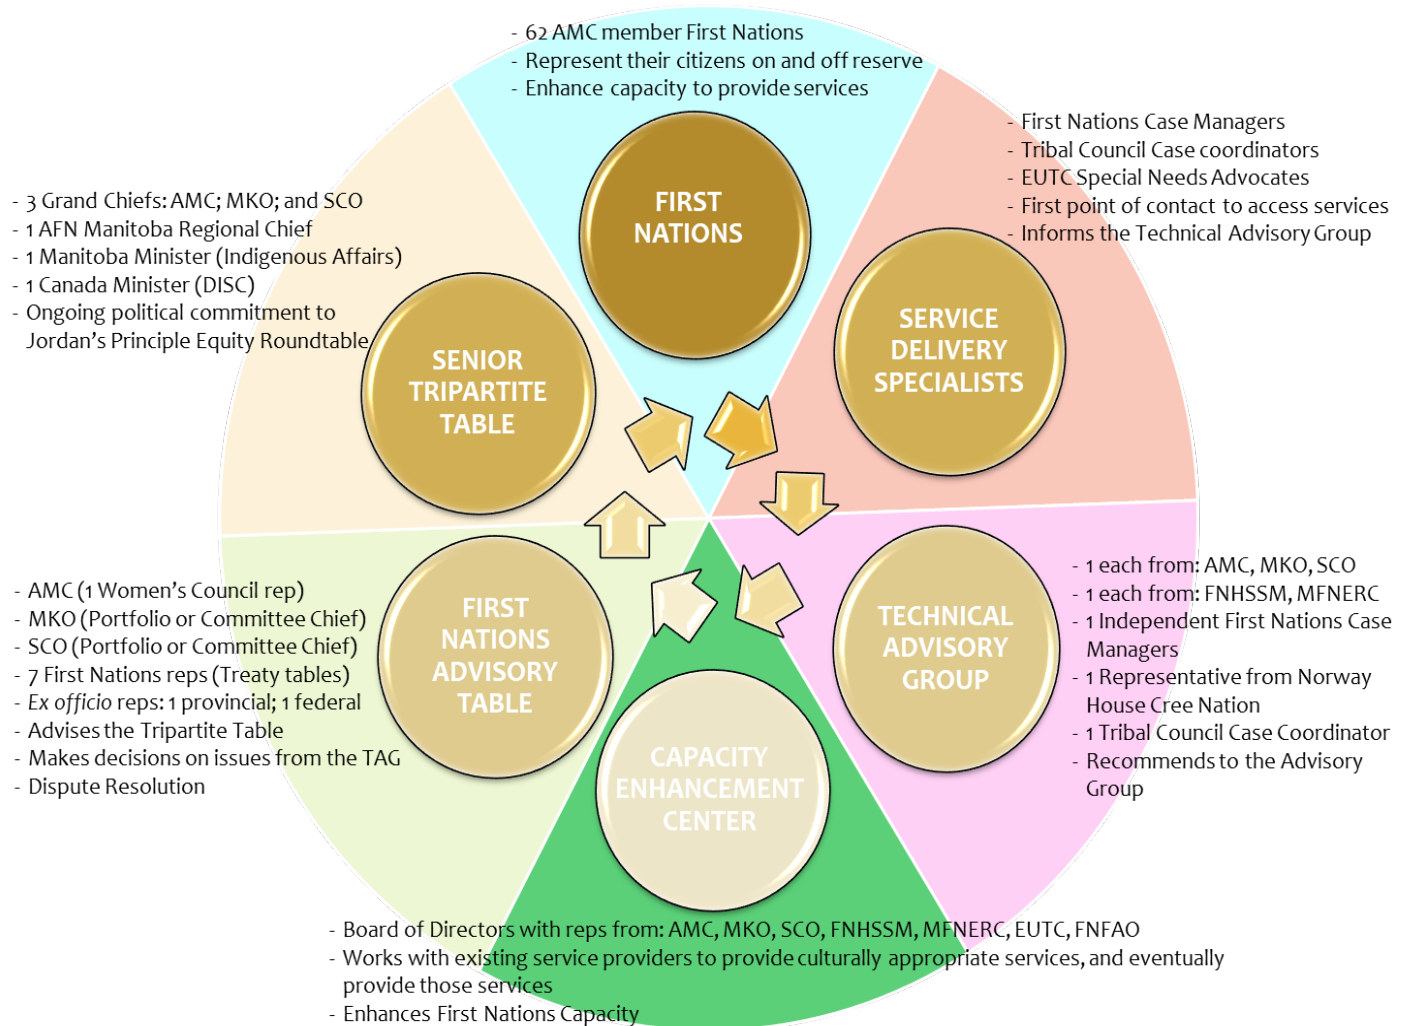 - 62 AMC member First Nations
- Represent their citizens on and off reserve
- Enhance capacity to provide services
FIRST
NATIONS
- First Nations Case Managers
- Tribal Council Case coordinators
- EUTC Special Needs Advocates
- First point of contact to access services
- Informs the Technical Advisory Group
SERVICE
DELIVERY
SPECIALISTS
- 1 each from: AMC, MKO, SCO
- 1 each from: FNHSSM, MFNERC
- 1 Independent First Nations Case
Managers
- 1 Representative from Norway
House Cree Nation
- 1 Tribal Council Case Coordinator
- Recommends to the Advisory
Group
TECHNICAL
ADVISORY
GROUP
CAPACITY
ENHANCEMENT
CENTER
- Board of Directors with reps from: AMC, MKO, SCO, FNHSSM, MFNERC, EUTC, FNFAO
- Works with existing service providers to provide culturally appropriate services, and eventually
provide those services
- Enhances First Nations Capacity
- AMC (1 Women's Council rep)
- MKO (Portfolio or Committee Chief)
- SCO (Portfolio or Committee Chief)
- 7 First Nations reps (Treaty tables)
- Ex officio reps: 1 provincial; 1 federal
- Advises the Tripartite Table
- Makes decisions on issues from the TAG
- Dispute Resolution
FIRST
NATIONS
ADVISORY
TABLE
- 3 Grand Chiefs: AMC; MKO; and SCO
- 1 AFN Manitoba Regional Chief
- 1 Manitoba Minister (Indigenous Affairs)
- 1 Canada Minister (DISC)
- Ongoing political commitment to
Jordan's Principle Equity Roundtable
SENIOR
TRIPARTITE
TABLE